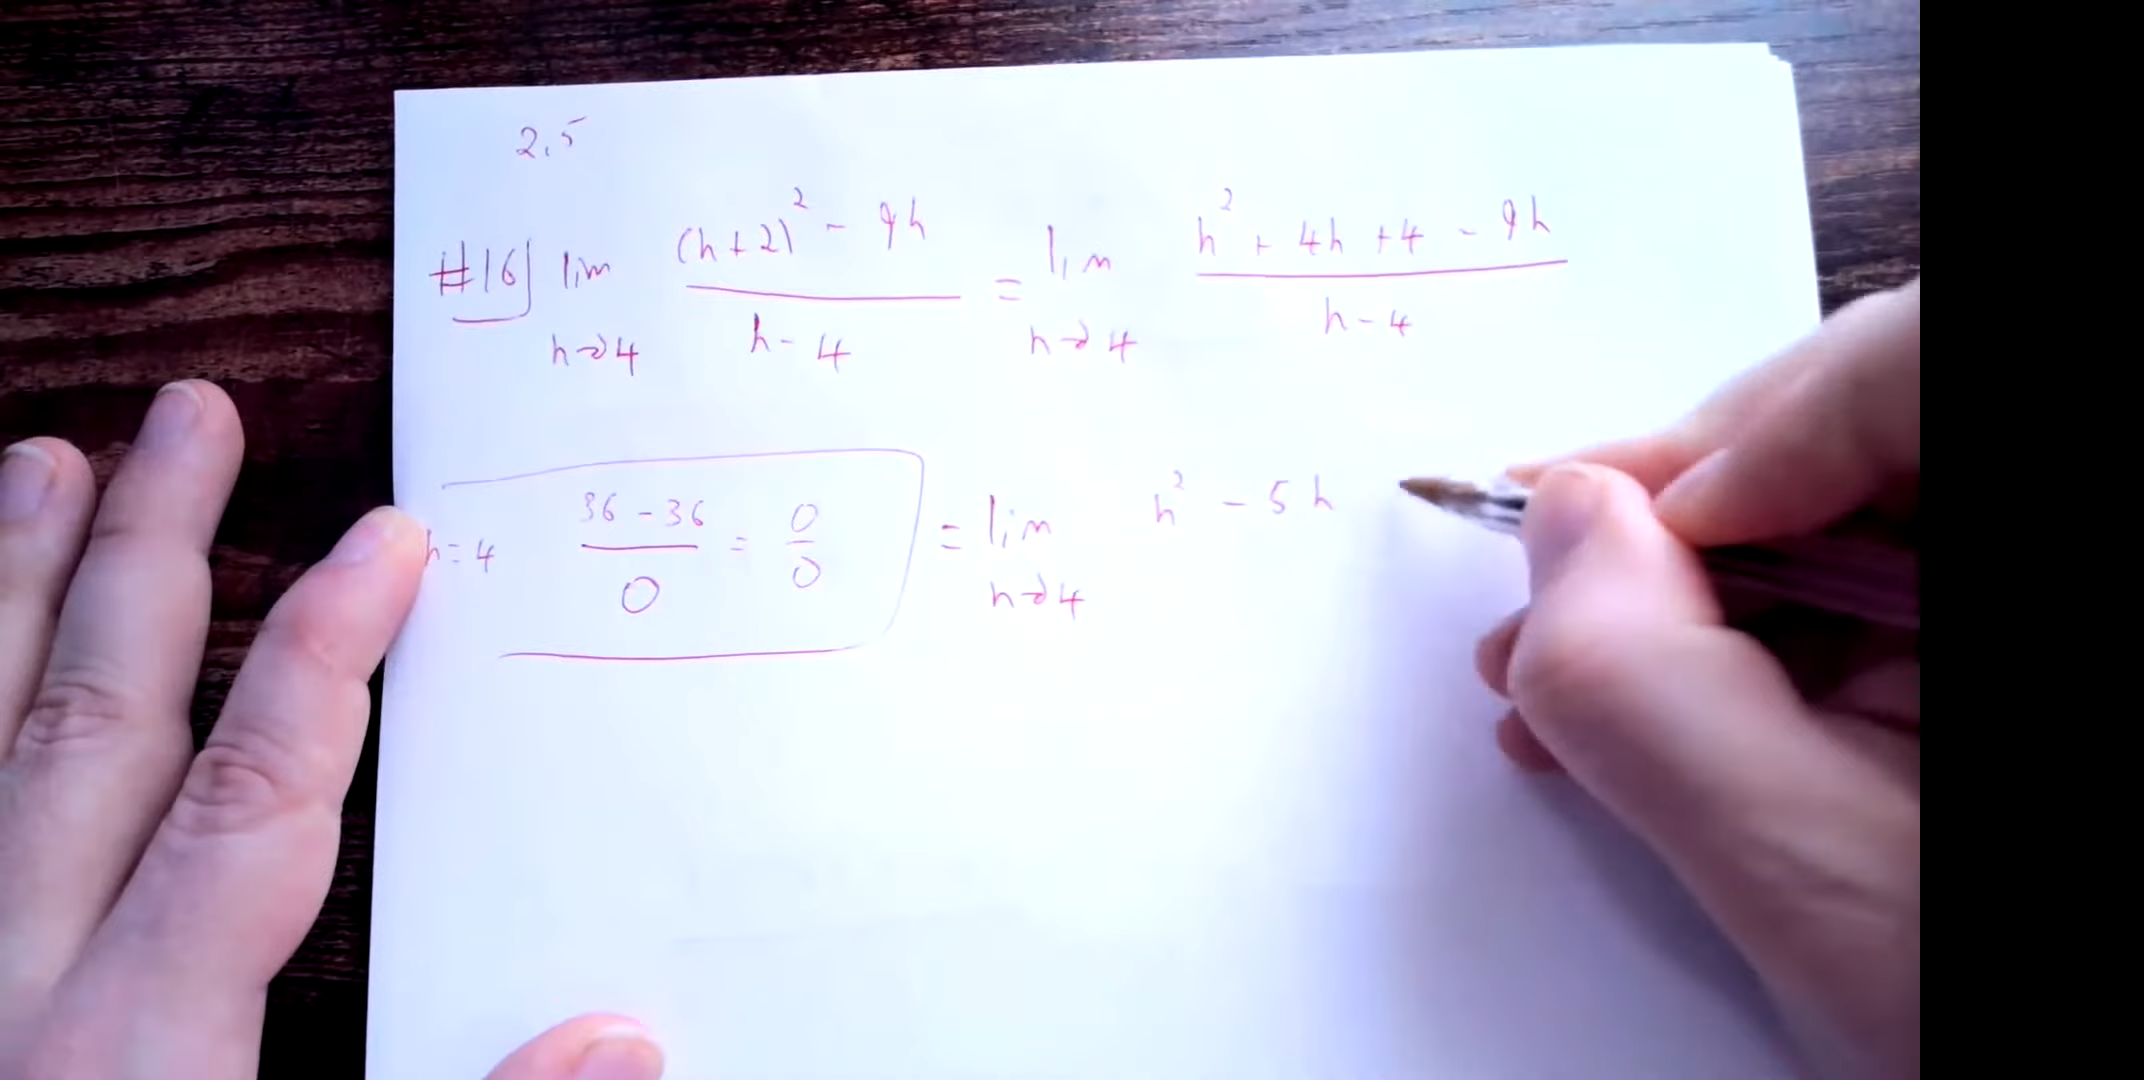 2.5
#16] lim h→4 (h+2)² - 9h / h-4 = lim h→4 h² + 4h + 4 - 9h / h-4
h=4 36-36 / 0 = 0/0 = lim h→4 h² - 5h